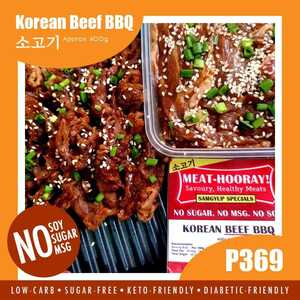 Korean Beef BBQ
소고기 Approx. 400g
소고기
MEAT-HOORAY!
Savoury, Healthy Meats
SAMGYUP SPECIALS
NO SUGAR. NO MSG. NO SO
KOREAN BEEF BBQ
NO SOY
SUGAR
MSG
P369
LOW-CARB • SUGAR-FREE • KETO-FRIENDLY • DIABETIC-FRIENDLY